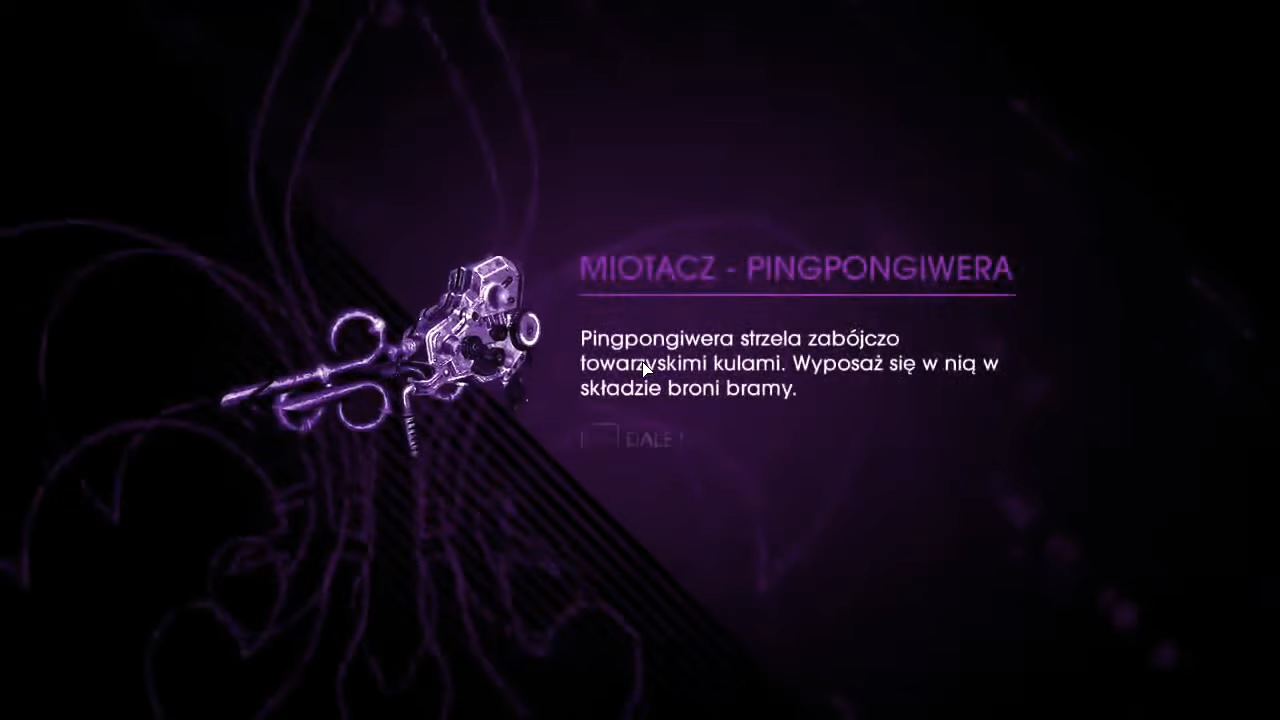 MIOTACZ - PINGPONGIWERA
Pingpongiwera strzela zabójczo
towarzyskimi kulami. Wyposaż się w nią w
składzie broni bramy.